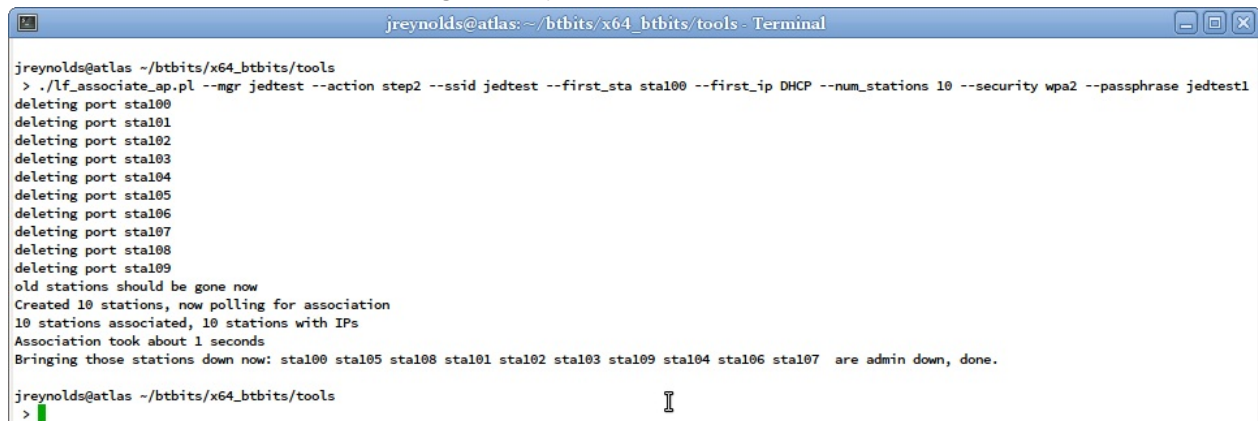 jreynolds@atlas:~/btbits/x64_btbits/tools - Terminal
jreynolds@atlas ~/btbits/x64_btbits/tools
> ./lf_associate_ap.pl --mgr jedtest --action step2 --ssid jedtest --first_sta sta100 --first_ip DHCP --num_stations 10 --security wpa2 --passphrase jedtest1
deleting port sta100
deleting port sta101
deleting port sta102
deleting port sta103
deleting port sta104
deleting port sta105
deleting port sta106
deleting port sta107
deleting port sta108
deleting port sta109
old stations should be gone now
Created 10 stations, now polling for association
10 stations associated, 10 stations with IPs
Association took about 1 seconds
Bringing those stations down now: sta100 sta105 sta108 sta101 sta102 sta103 sta109 sta104 sta106 sta107  are admin down, done.
jreynolds@atlas ~/btbits/x64_btbits/tools
>